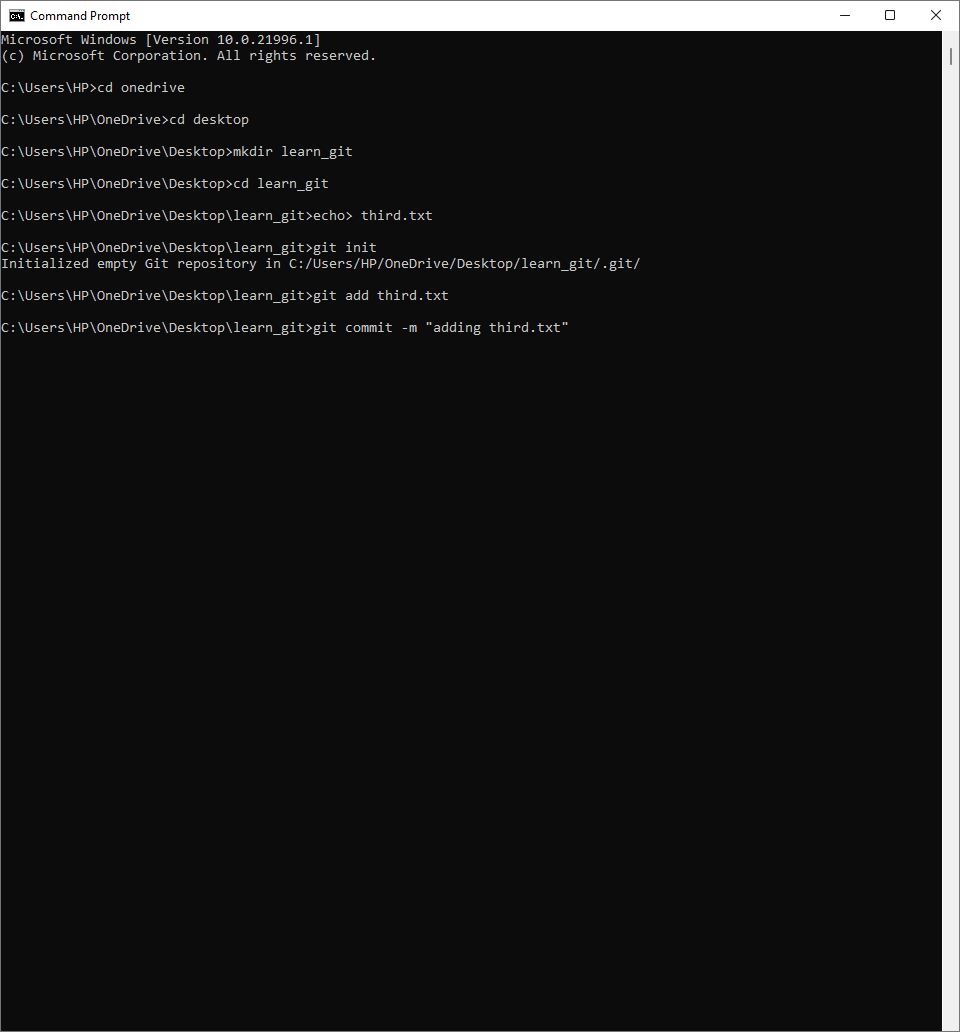 Command Prompt
Microsoft Windows [Version 10.0.21996.1]
(c) Microsoft Corporation. All rights reserved.
C:\Users\HP>cd onedrive
C:\Users\HP\OneDrive>cd desktop
C:\Users\HP\OneDrive\Desktop>mkdir learn_git
C:\Users\HP\OneDrive\Desktop>cd learn_git
C:\Users\HP\OneDrive\Desktop\learn_git>echo> third.txt
C:\Users\HP\OneDrive\Desktop\learn_git>git init
Initialized empty Git repository in C:/Users/HP/OneDrive/Desktop/learn_git/.git/
C:\Users\HP\OneDrive\Desktop\learn_git>git add third.txt
C:\Users\HP\OneDrive\Desktop\learn_git>git commit -m "adding third.txt"